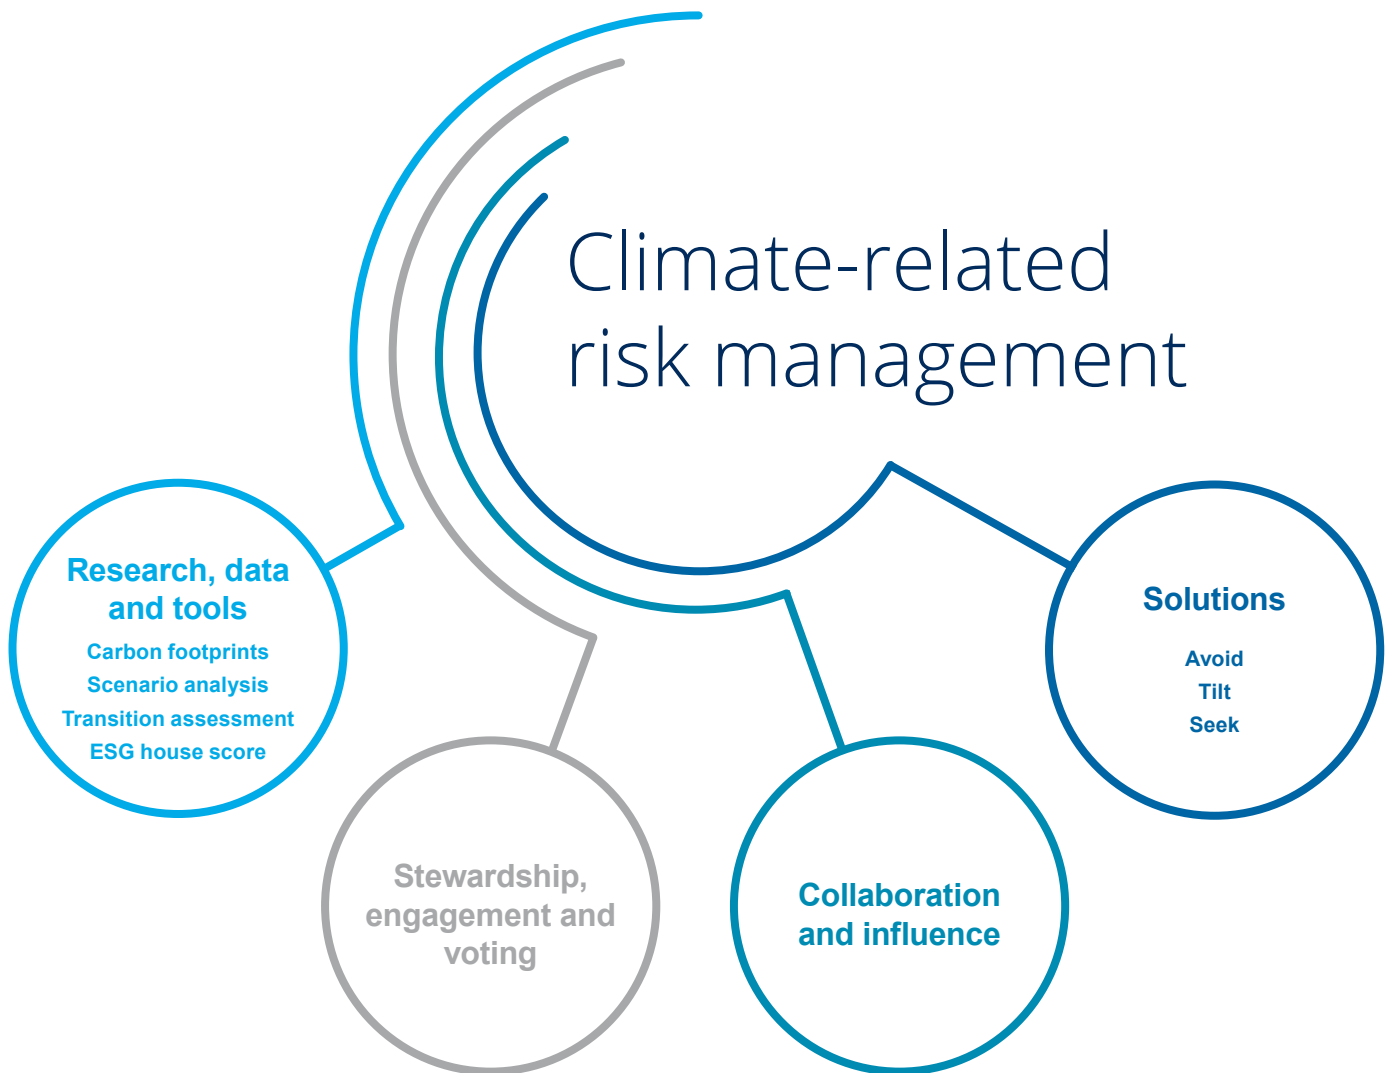 Climate-related
risk management
Research, data
and tools
Carbon footprints
Scenario analysis
Transition assessment
ESG house score
Stewardship,
engagement and
voting
Collaboration
and influence
Solutions
Avoid
Tilt
Seek